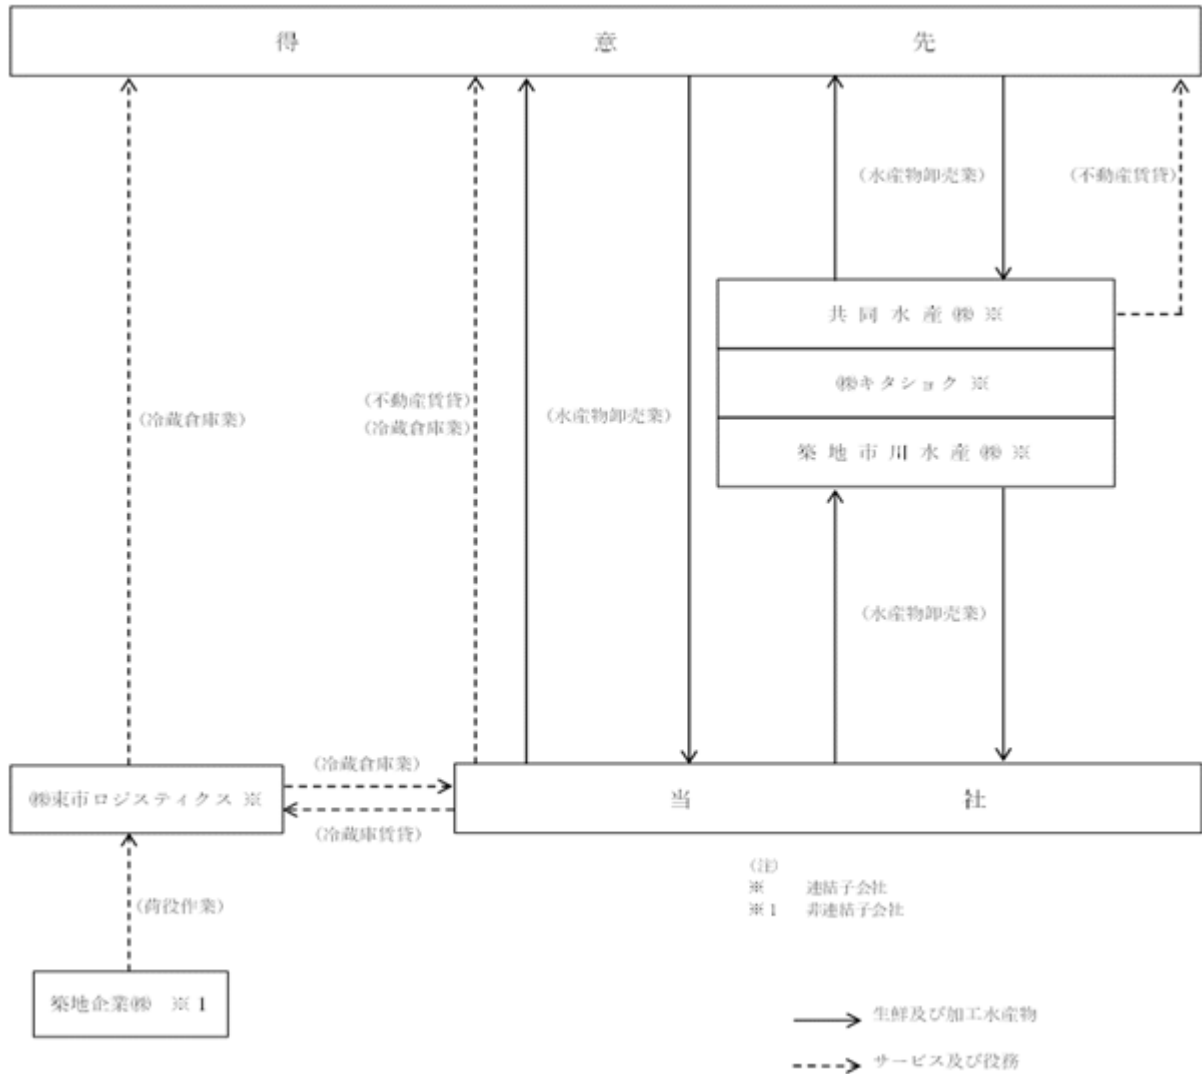 得意先
（水産物卸売業）
（不動産賃貸）
共同水産㈱ ※
㈱キタショク ※
築地市川水産㈱ ※
（冷蔵倉庫業）
（不動産賃貸）
（冷蔵倉庫業）
（水産物卸売業）
（水産物卸売業）
（冷蔵倉庫業）
㈱東市ロジスティクス ※
当社
（冷蔵庫賃貸）
（注）
※ 連結子会社
※1 非連結子会社
（荷役作業）
築地企業㈱ ※1
生鮮及び加工水産物
サービス及び役務